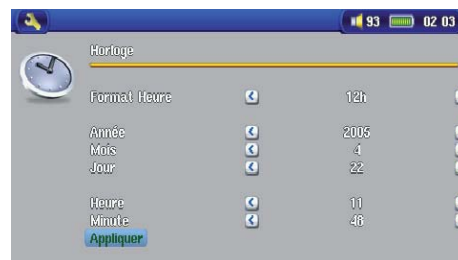 93 02 03
Horloge
Format Heure 12h
Année 2005
Mois 4
Jour 22
Heure 11
Minute 48
Appliquer